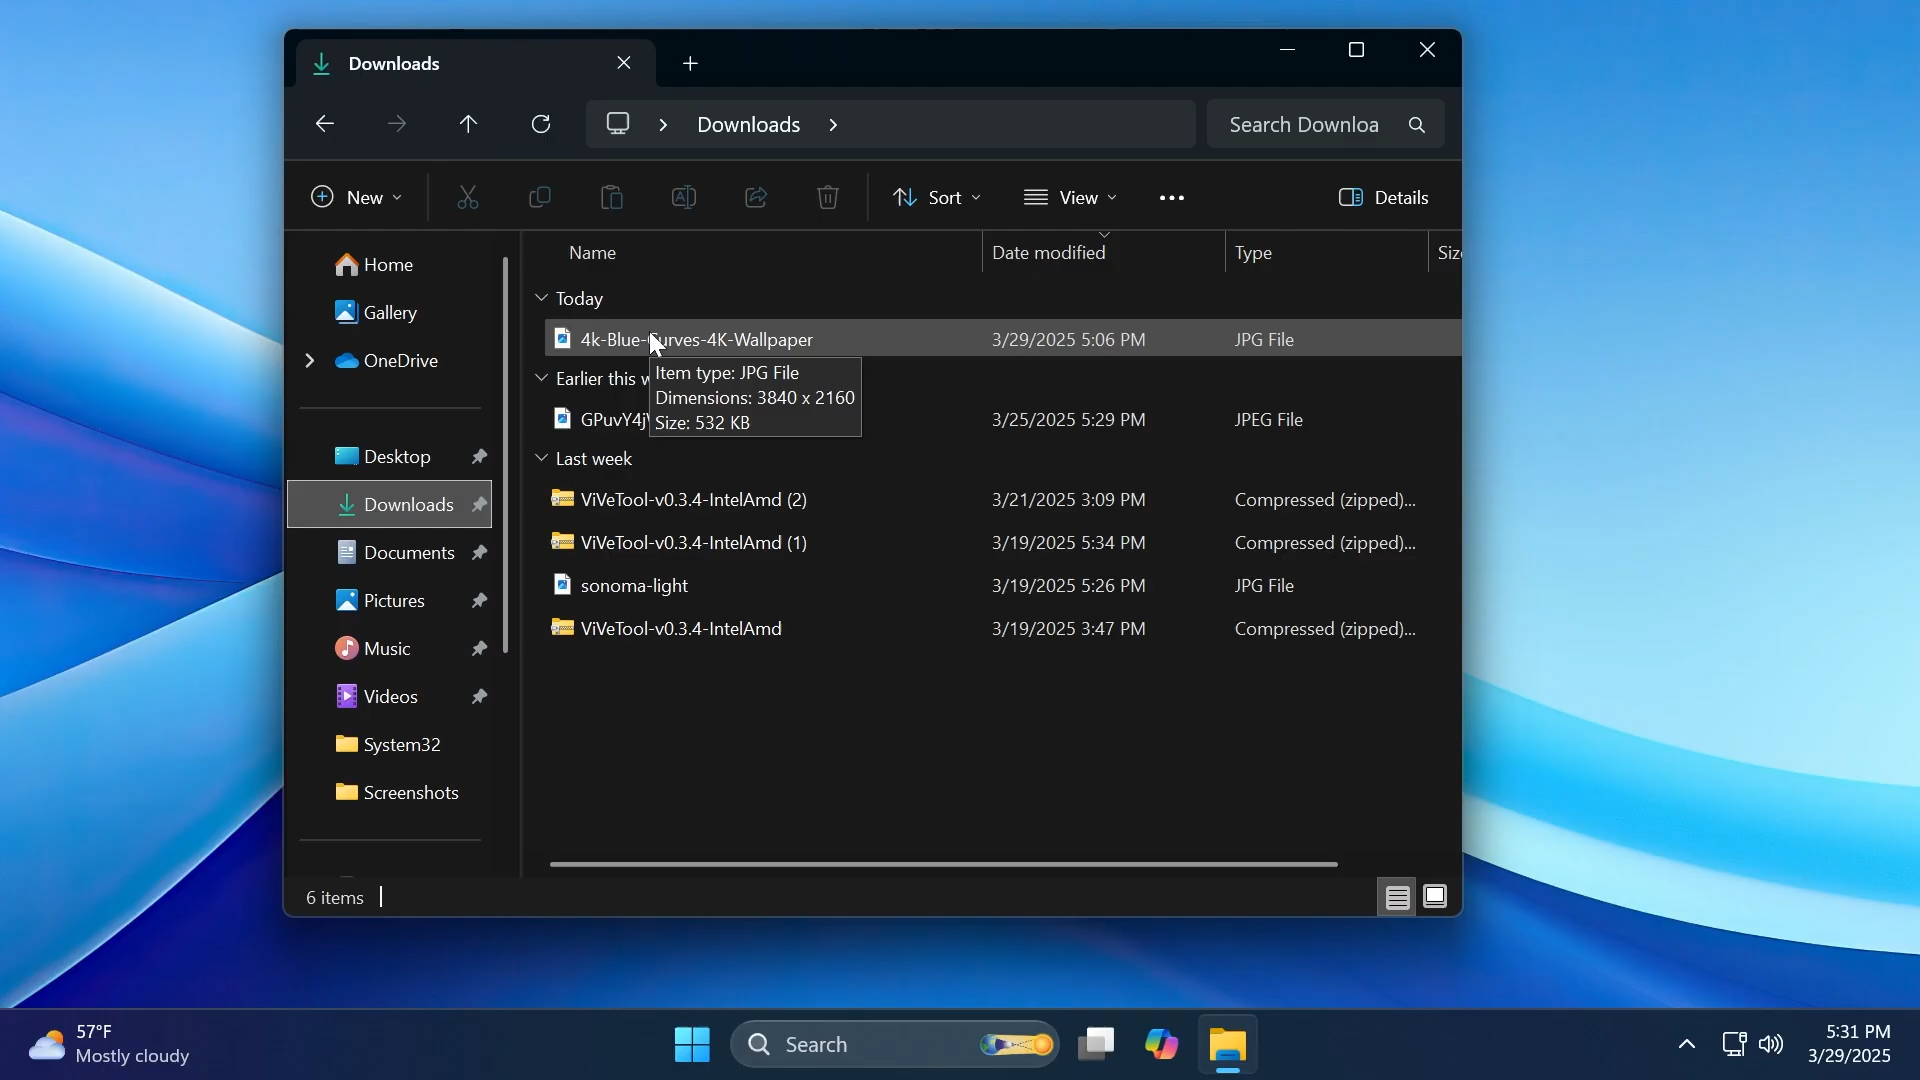 Downloads
Downloads
Search Downloa
New
Sort
View
Details
Home
Gallery
OneDrive
Desktop
Downloads
Documents
Pictures
Music
Videos
System32
Screenshots
Name Date modified Type Siz
Today
4k-Blue-Curves-4K-Wallpaper 3/29/2025 5:06 PM JPG File
Item type: JPG File
Dimensions: 3840 x 2160
Size: 532 KB
Earlier this w
GPuvY4j 3/25/2025 5:29 PM JPEG File
Last week
ViVeTool-v0.3.4-IntelAmd (2) 3/21/2025 3:09 PM Compressed (zipped)...
ViVeTool-v0.3.4-IntelAmd (1) 3/19/2025 5:34 PM Compressed (zipped)...
sonoma-light 3/19/2025 5:26 PM JPG File
ViVeTool-v0.3.4-IntelAmd 3/19/2025 3:47 PM Compressed (zipped)...
6 items
57°F
Mostly cloudy
Search
5:31 PM
3/29/2025